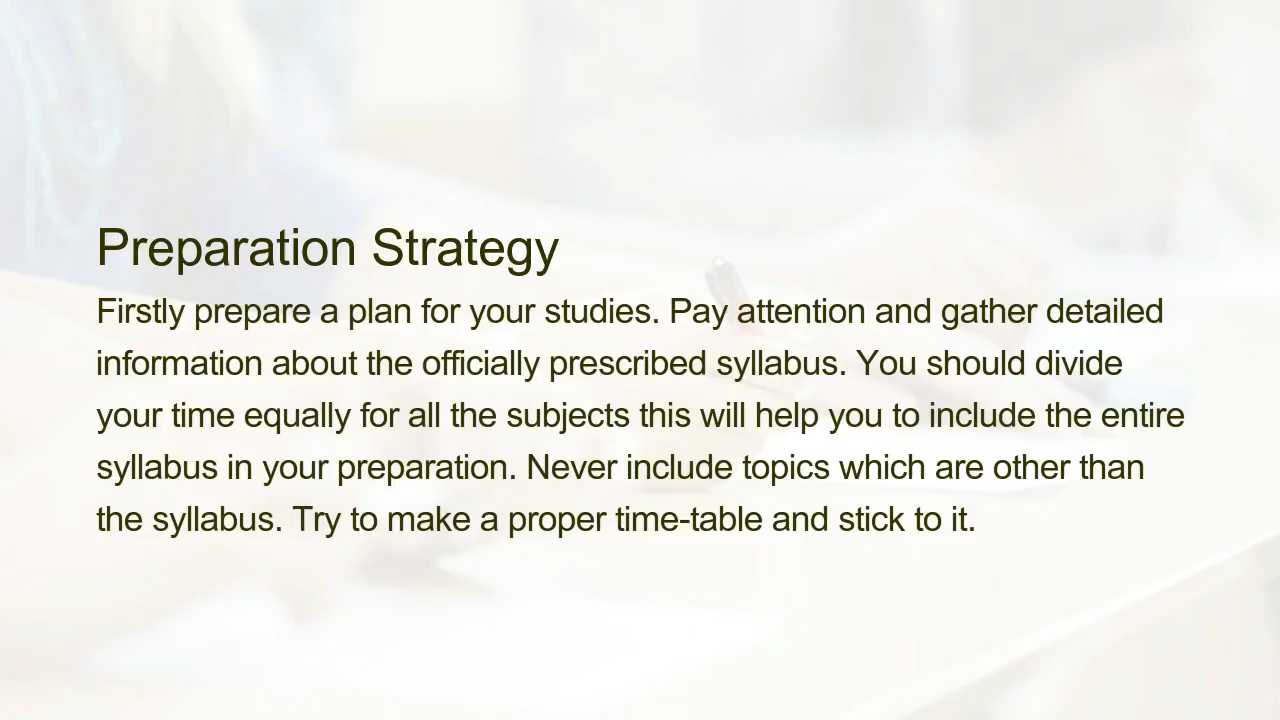 Preparation Strategy
Firstly prepare a plan for your studies. Pay attention and gather detailed
information about the officially prescribed syllabus. You should divide
your time equally for all the subjects this will help you to include the entire
syllabus in your preparation. Never include topics which are other than
the syllabus. Try to make a proper time-table and stick to it.